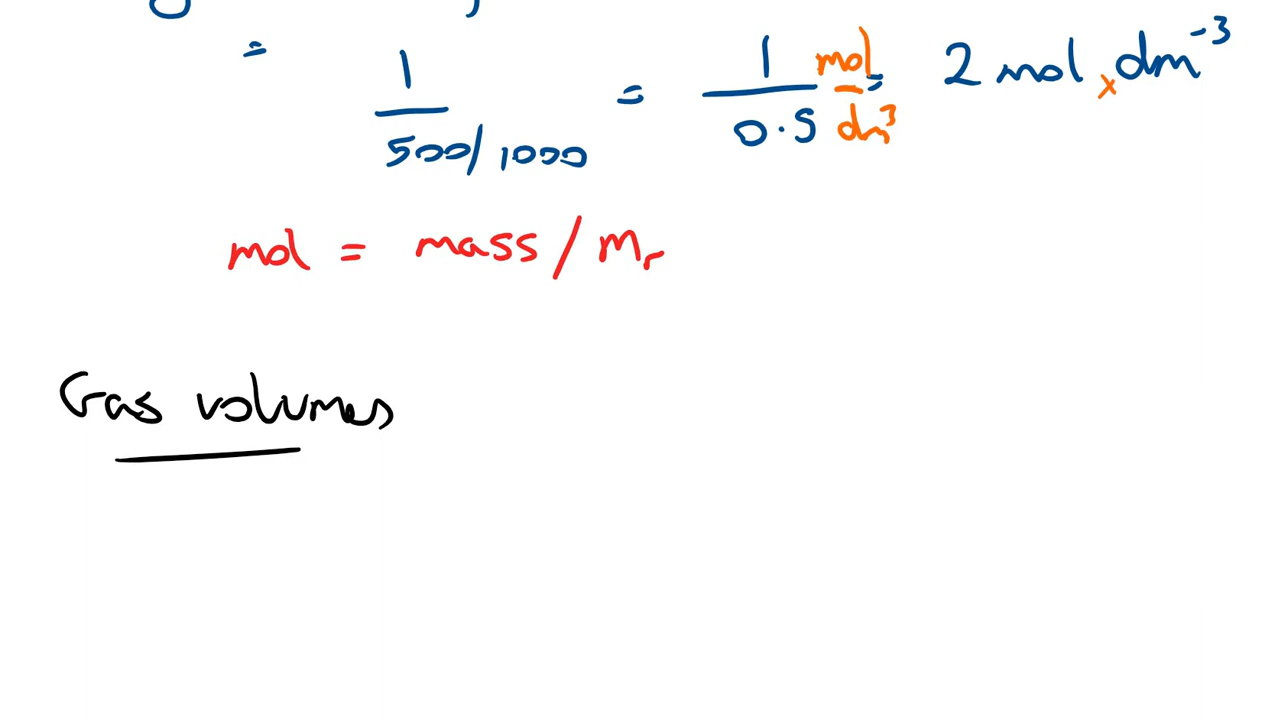 = 1 / 500/1000 = 1 / 0.5 mol / dm³ = 2 mol x dm⁻³
mol = mass / Mr
Gas volumes